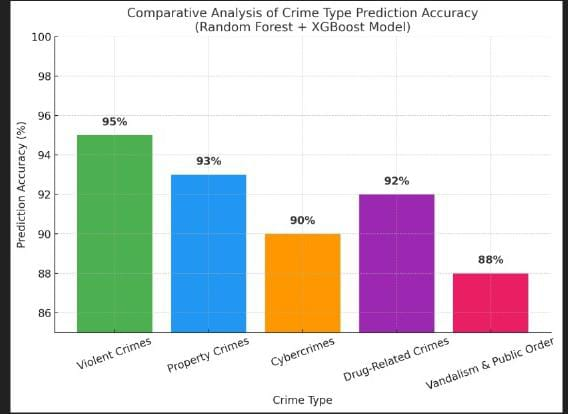 Comparative Analysis of Crime Type Prediction Accuracy
(Random Forest + XGBoost Model)
Prediction Accuracy (%)
100
98
96
94
92
90
88
86
95%
93%
90%
92%
88%
Violent Crimes
Property Crimes
Cybercrimes
Drug-Related Crimes
Vandalism & Public Order
Crime Type